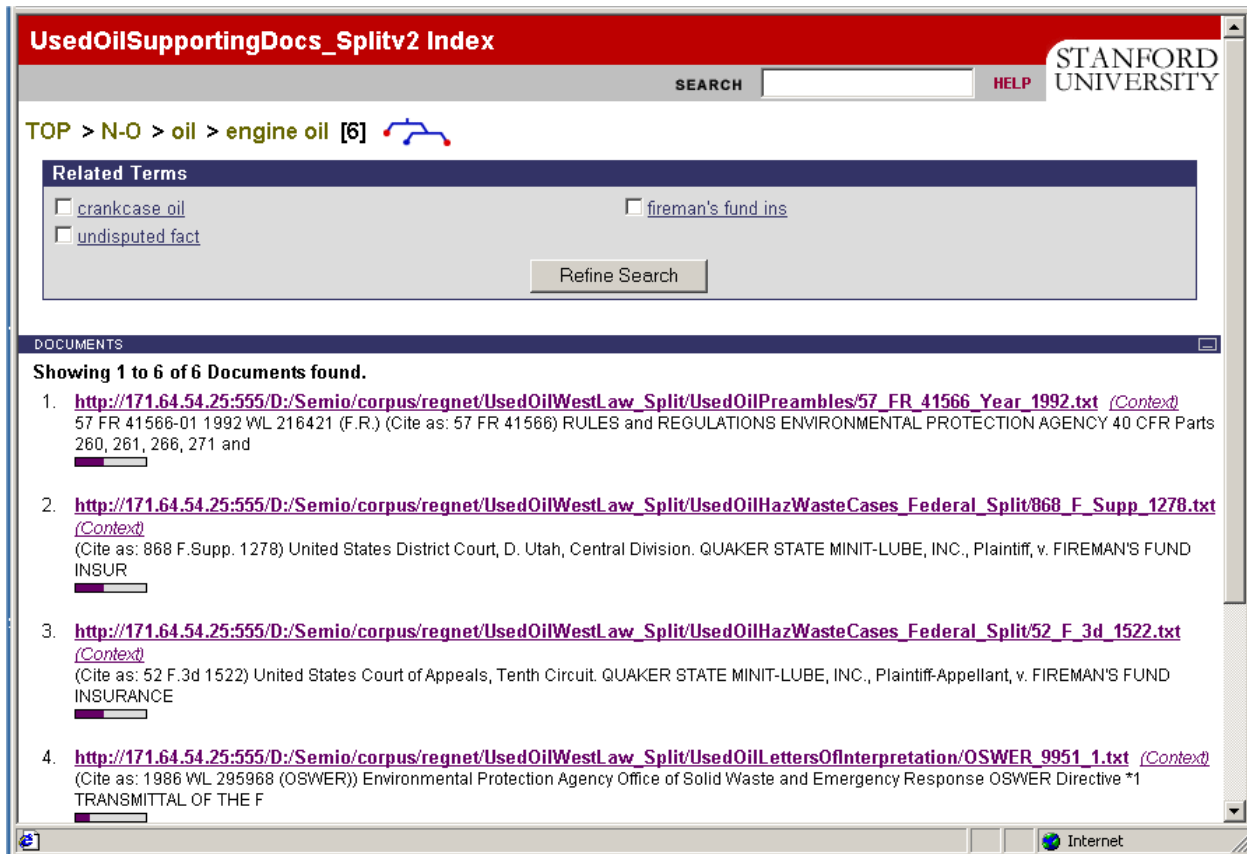 UsedOilSupportingDocs_Splitv2 Index
STANFORD
UNIVERSITY
SEARCH HELP
TOP > N-O > oil > engine oil [6]
Related Terms
crankcase oil
fireman's fund ins
undisputed fact
Refine Search
DOCUMENTS
Showing 1 to 6 of 6 Documents found.
1. http://171.64.54.25:555/D:/Semio/corpus/regnet/UsedOilWestLaw_Split/UsedOilPreambles/57_FR_41566_Year_1992.txt (Context)
57 FR 41566-01 1992 WL 216421 (F.R.) (Cite as: 57 FR 41566) RULES and REGULATIONS ENVIRONMENTAL PROTECTION AGENCY 40 CFR Parts
260, 261, 266, 271 and
2. http://171.64.54.25:555/D:/Semio/corpus/regnet/UsedOilWestLaw_Split/UsedOilHazWasteCases_Federal_Split/868_F_Supp_1278.txt
(Context)
(Cite as: 868 F.Supp. 1278) United States District Court, D. Utah, Central Division. QUAKER STATE MINIT-LUBE, INC., Plaintiff, v. FIREMAN'S FUND
INSUR
3. http://171.64.54.25:555/D:/Semio/corpus/regnet/UsedOilWestLaw_Split/UsedOilHazWasteCases_Federal_Split/52_F_3d_1522.txt
(Context)
(Cite as: 52 F.3d 1522) United States Court of Appeals, Tenth Circuit. QUAKER STATE MINIT-LUBE, INC., Plaintiff-Appellant, v. FIREMAN'S FUND
INSURANCE
4. http://171.64.54.25:555/D:/Semio/corpus/regnet/UsedOilWestLaw_Split/UsedOilLettersOfInterpretation/OSWER_9951_1.txt (Context)
(Cite as: 1986 WL 295968 (OSWER)) Environmental Protection Agency Office of Solid Waste and Emergency Response OSWER Directive *1
TRANSMITTAL OF THE F
Internet